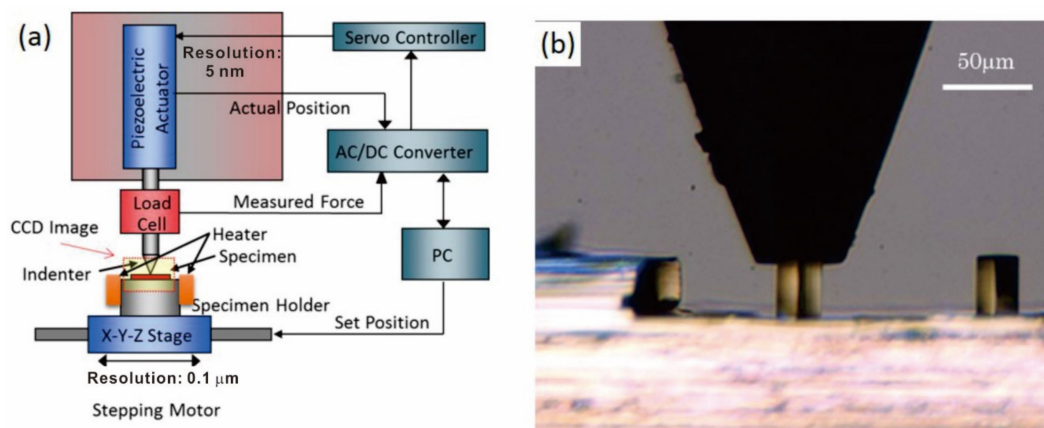 (a)
Piezoelectric
Actuator
Resolution:
5 nm
Servo Controller
Actual Position
AC/DC Converter
Load
Cell
Measured Force
CCD Image
Heater
Indenter
Specimen
PC
Specimen Holder
Set Position
X-Y-Z Stage
Resolution: 0.1 μm
Stepping Motor
(b)
50μm